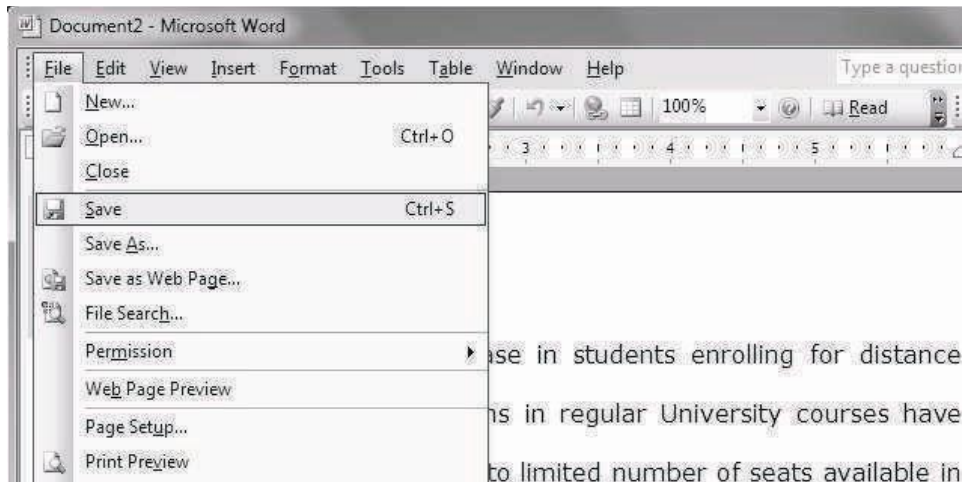 Document2 - Microsoft Word
File Edit View Insert Format Tools Table Window Help Type a question
New... 100% Read
Open... Ctrl+O 3 4 5
Close
Save Ctrl+S
Save As...
Save as Web Page...
File Search...
Permission ase in students enrolling for distance
Web Page Preview
ns in regular University courses have
Page Setup...
Print Preview to limited number of seats available in